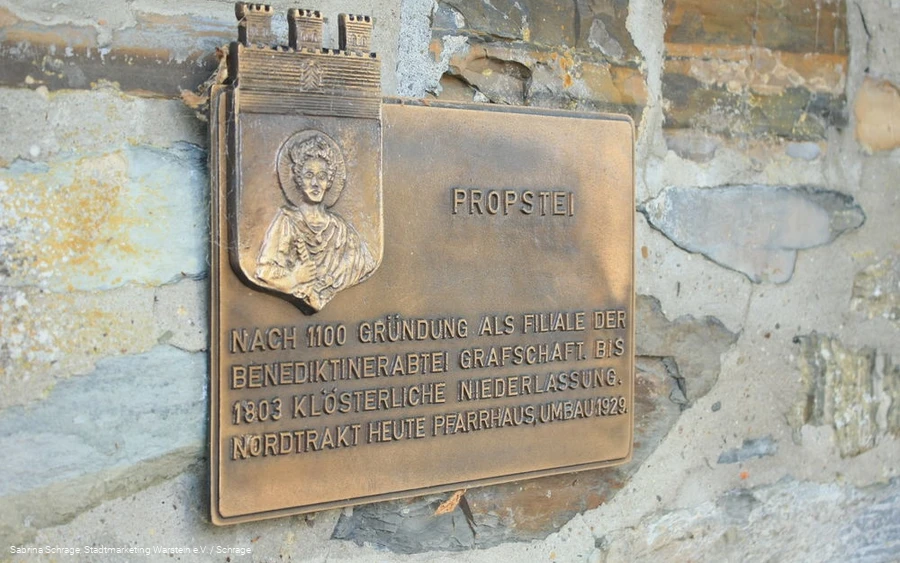 PROPSTEI
NACH 1100 GRÜNDUNG ALS FILIALE DER
BENEDIKTINERABTEI GRAFSCHAFT. BIS
1803 KLÖSTERLICHE NIEDERLASSUNG.
NORDTRAKT HEUTE PFARRHAUS, UMBAU 1929.
Sabrina Schrage, Stadtmarketing Warstein e.V. / Schrage